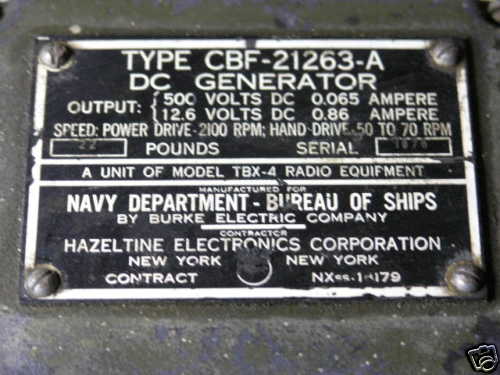 TYPE CBF-21263-A
DC GENERATOR
OUTPUT: { 500 VOLTS DC 0.065 AMPERE
12.6 VOLTS DC 0.86 AMPERE
SPEED: POWER DRIVE-2100 RPM; HAND DRIVE-50 TO 70 RPM
22 POUNDS SERIAL
A UNIT OF MODEL TBX-4 RADIO EQUIPMENT
MANUFACTURED FOR
NAVY DEPARTMENT - BUREAU OF SHIPS
BY BURKE ELECTRIC COMPANY
CONTRACTOR
HAZELTINE ELECTRONICS CORPORATION
NEW YORK NEW YORK
CONTRACT